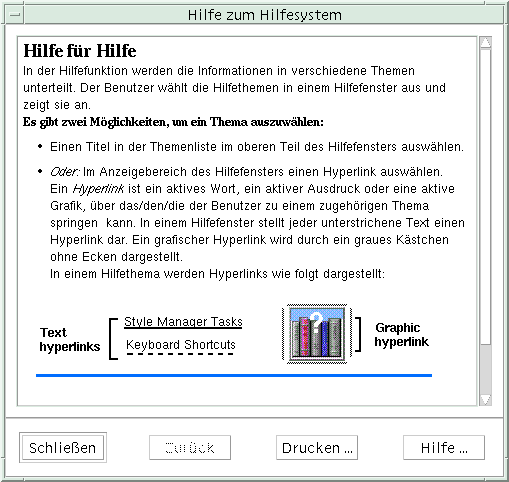 Hilfe zum Hilfesystem
Hilfe für Hilfe
In der Hilfefunktion werden die Informationen in verschiedene Themen
unterteilt. Der Benutzer wählt die Hilfethemen in einem Hilfefenster aus und
zeigt sie an.
Es gibt zwei Möglichkeiten, um ein Thema auszuwählen:
• Einen Titel in der Themenliste im oberen Teil des Hilfefensters auswählen.
• Oder: Im Anzeigebereich des Hilfefensters einen Hyperlink auswählen.
Ein Hyperlink ist ein aktives Wort, ein aktiver Ausdruck oder eine aktive
Grafik, über das/den/die der Benutzer zu einem zugehörigen Thema
springen kann. In einem Hilfefenster stellt jeder unterstrichene Text einen
Hyperlink dar. Ein grafischer Hyperlink wird durch ein graues Kästchen
ohne Ecken dargestellt.
In einem Hilfethema werden Hyperlinks wie folgt dargestellt:
Text
hyperlinks
Style Manager Tasks
Keyboard Shortcuts
?
Graphic
hyperlink
Schließen
Zurück
Drucken ...
Hilfe ...